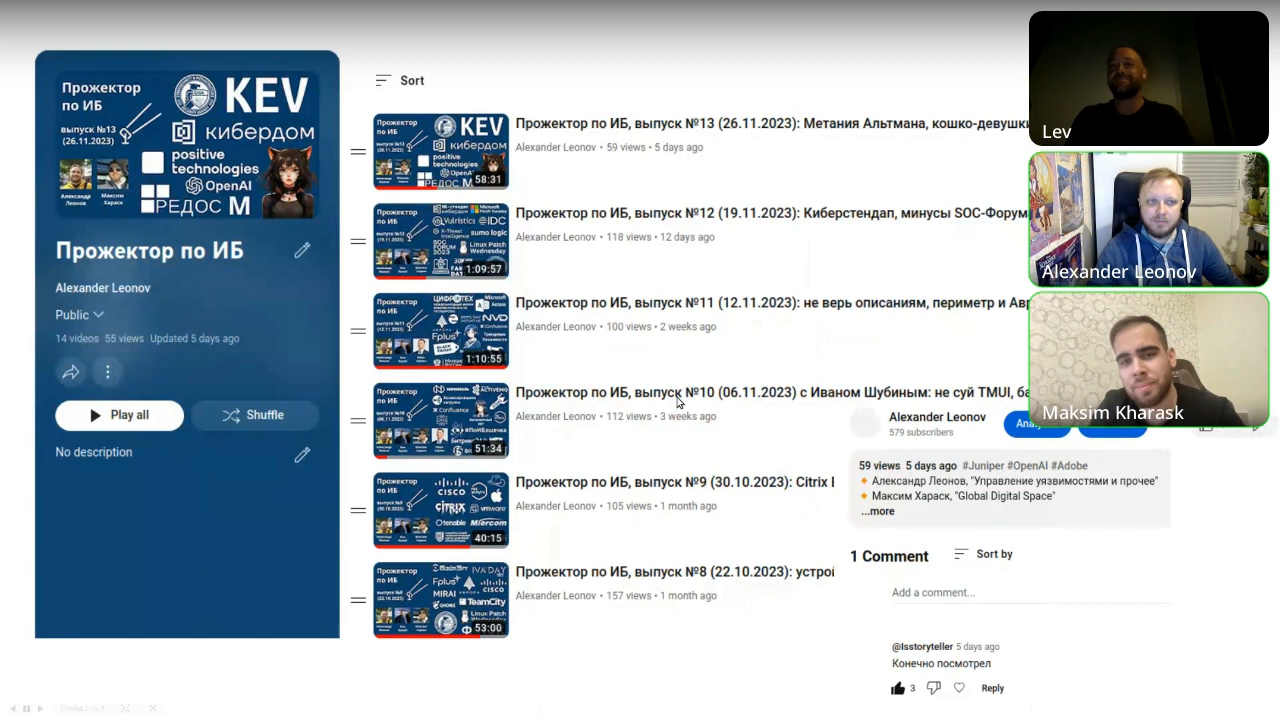 Прожектор
по ИБ
выпуск №13
(26.11.2023)
KEV
кибердом
positive
technologies
OpenAI
РЕДОС M
Александр
Леонов
Максим
Хараск
Прожектор по ИБ
Alexander Leonov
Public
14 videos 55 views Updated 5 days ago
Play all
Shuffle
No description
Sort
58:31
Прожектор по ИБ, выпуск №13 (26.11.2023): Метания Альтмана, кошко-девушки
Alexander Leonov • 59 views • 5 days ago
1:09:57
Прожектор по ИБ, выпуск №12 (19.11.2023): Киберстендап, минусы SOC-Форум
Alexander Leonov • 118 views • 12 days ago
1:10:55
Прожектор по ИБ, выпуск №11 (12.11.2023): не верь описаниям, периметр и Авр
Alexander Leonov • 100 views • 2 weeks ago
51:34
Прожектор по ИБ, выпуск №10 (06.11.2023) с Иваном Шубиным: не суй TMUI, ба
Alexander Leonov • 112 views • 3 weeks ago
40:15
Прожектор по ИБ, выпуск №9 (30.10.2023): Citrix
Alexander Leonov • 105 views • 1 month ago
53:00
Прожектор по ИБ, выпуск №8 (22.10.2023): устрой
Alexander Leonov • 157 views • 1 month ago
Lev
Alexander Leonov
Maksim Kharask
Alexander Leonov
579 subscribers
59 views 5 days ago #Juniper #OpenAI #Adobe
Александр Леонов, "Управление уязвимостями и прочее"
Максим Хараск, "Global Digital Space"
...more
1 Comment
Sort by
Add a comment...
@Isstoryteller 5 days ago
Конечно посмотрел
3
Reply